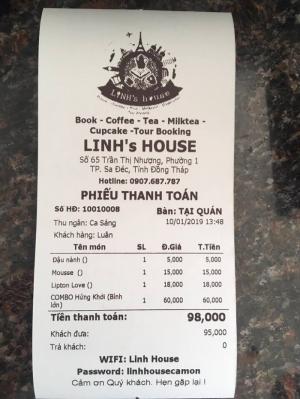 LINH's house
Book - Coffee - Tea - Milktea -
Cupcake -Tour Booking
LINH's HOUSE
Số 65 Trần Thị Nhượng, Phường 1
TP. Sa Đéc, Tỉnh Đồng Tháp
Hotline: 0907.687.787
PHIẾU THANH TOÁN
Số HĐ: 10010008 Bàn: TẠI QUÁN
Thu ngân: Ca Sáng 10/01/2019 13:48
Khách hàng: Luân
Tên món SL Đ.Giá T.Tiền
Đậu nành () 1 5,000 5,000
Mousse () 1 15,000 15,000
Lipton Love () 1 18,000 18,000
COMBO Hứng Khởi (Bình 1 60,000 60,000
lớn)
Tiền thanh toán: 98,000
Khách đưa: 95,000
Trả khách: 0
WIFI: Linh House
Password: linhhousecamon
Cảm ơn Quý khách. Hẹn gặp lại !